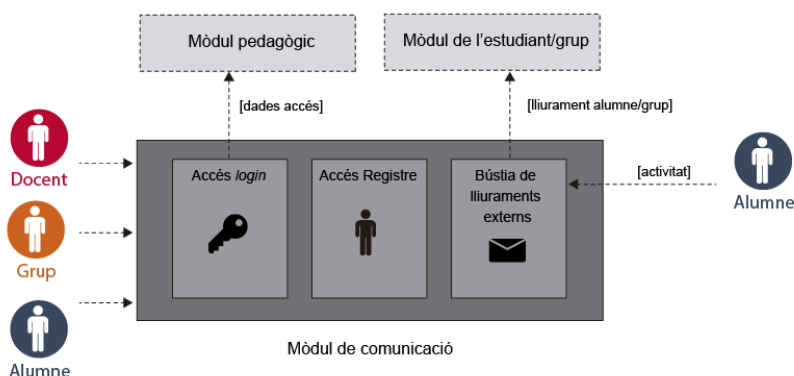 Mòdul pedagògic
Mòdul de l'estudiant/grup
[dades accés]
[lliurament alumne/grup]
Docent
Grup
Alumne
Accés login
Accés Registre
Bústia de
lliuraments
externs
[activitat]
Alumne
Mòdul de comunicació